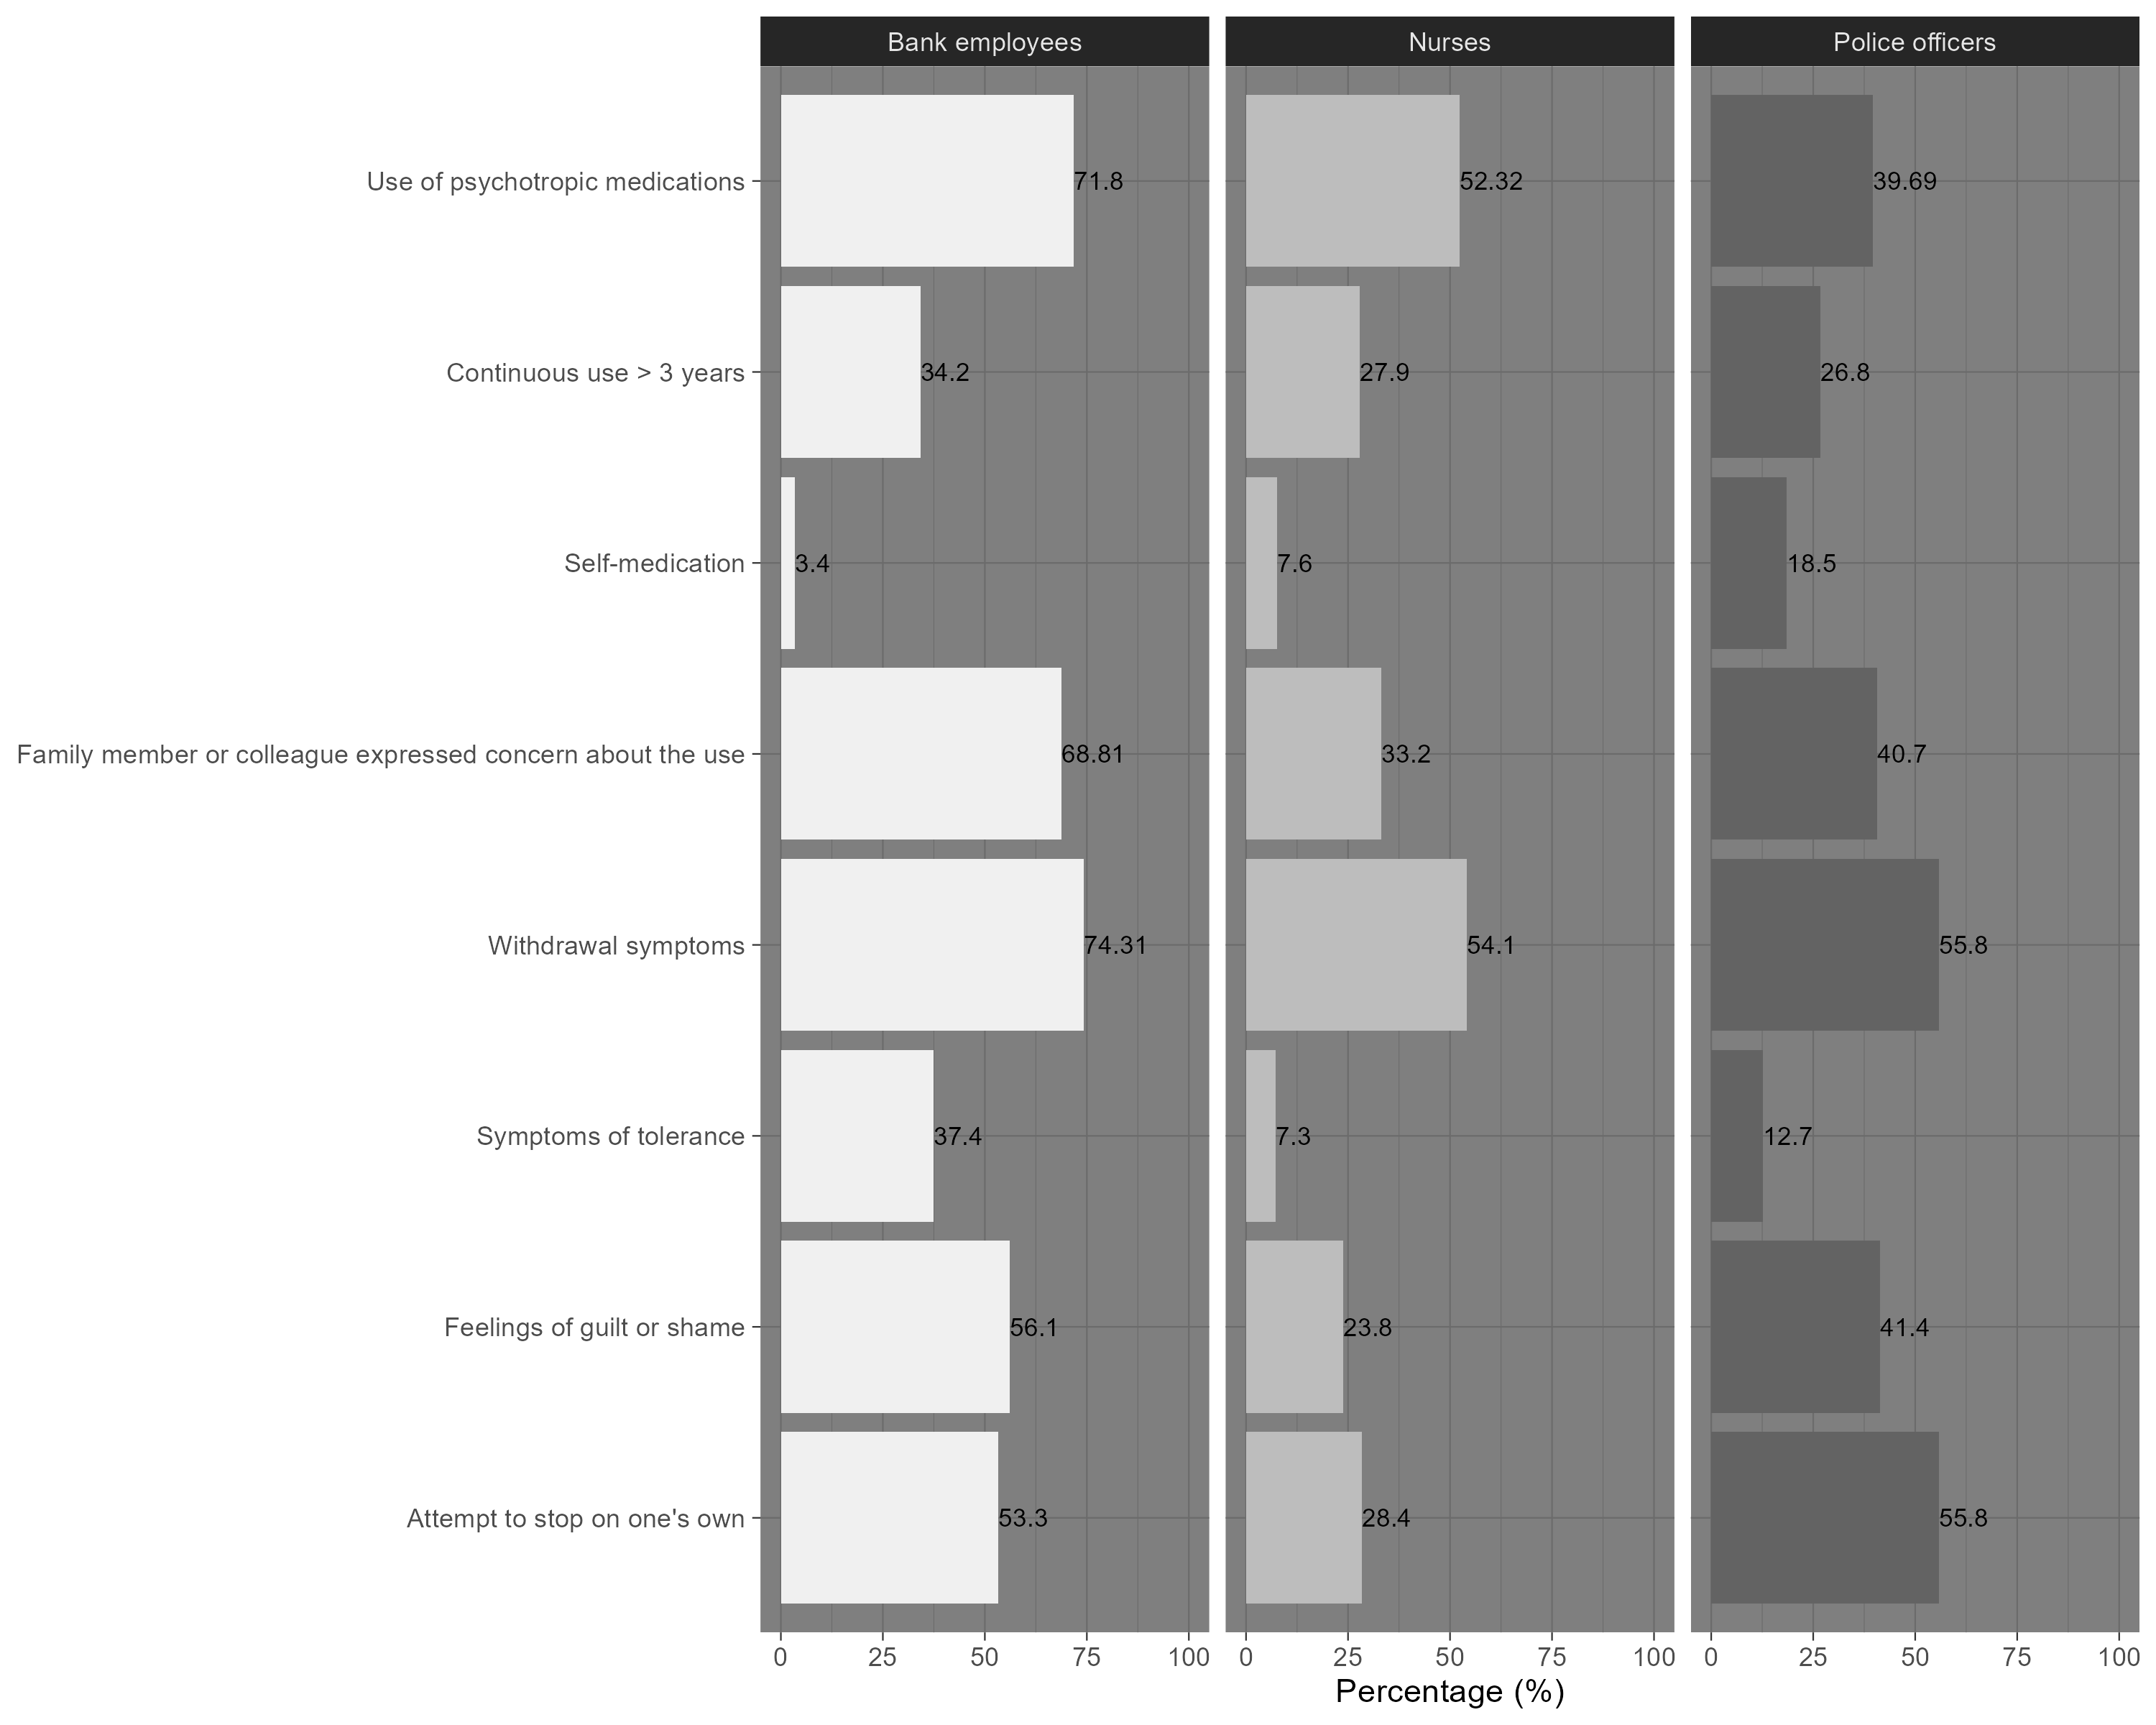 Bank employees Nurses Police officers
Use of psychotropic medications 71.8 52.32 39.69
Continuous use > 3 years 34.2 27.9 26.8
Self-medication 3.4 7.6 18.5
Family member or colleague expressed concern about the use 68.81 33.2 40.7
Withdrawal symptoms 74.31 54.1 55.8
Symptoms of tolerance 37.4 7.3 12.7
Feelings of guilt or shame 56.1 23.8 41.4
Attempt to stop on one's own 53.3 28.4 55.8
0 25 50 75 100 0 25 50 75 100 0 25 50 75 100
Percentage (%)